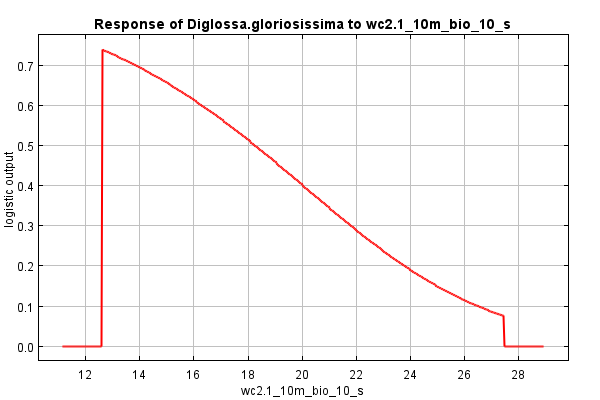 Response of Diglossa.gloriosissima to wc2.1_10m_bio_10_s
logistic output
0.7
0.6
0.5
0.4
0.3
0.2
0.1
0.0
12 14 16 18 20 22 24 26 28
wc2.1_10m_bio_10_s